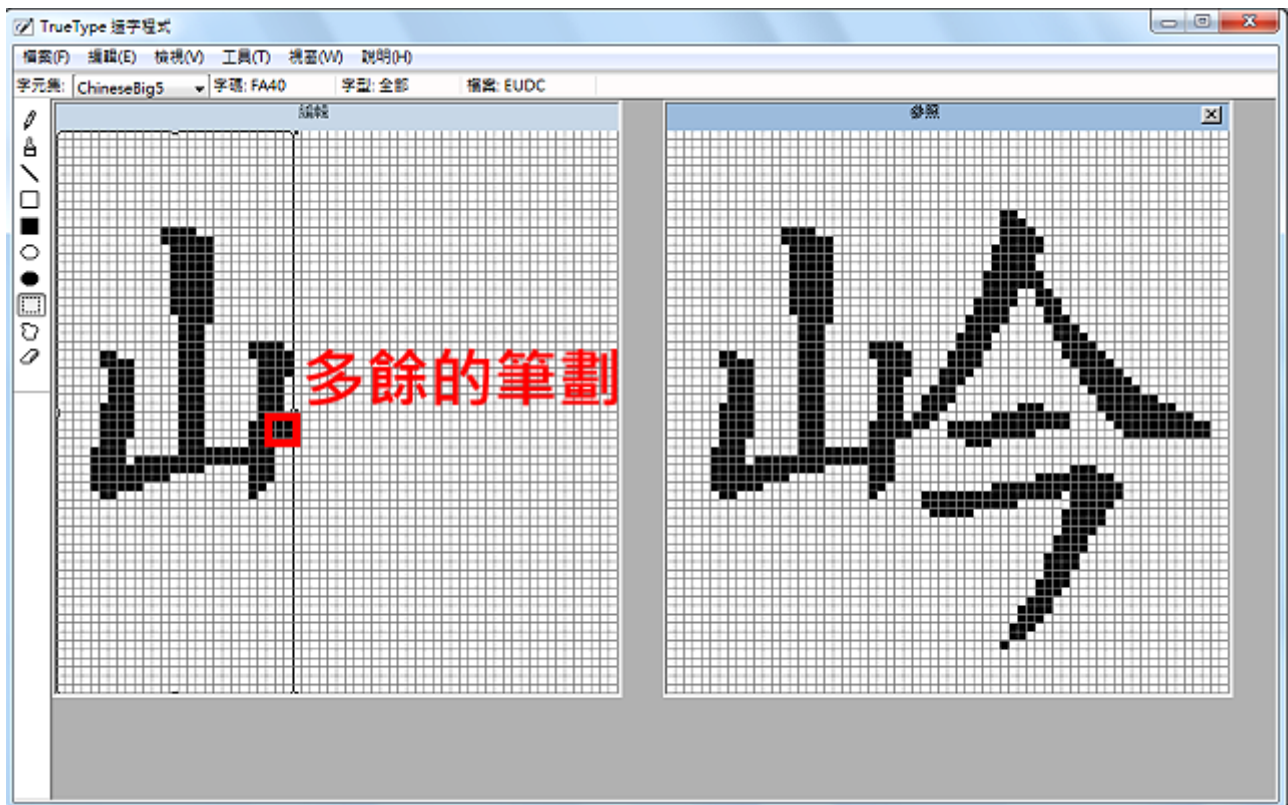 TrueType 造字程式
檔案(F) 編輯(E) 檢視(V) 工具(T) 視窗(W) 說明(H)
字元集: ChineseBig5 字碼: FA40 字型: 全部 檔案: EUDC
編輯
參照
山
岭
多餘的筆劃